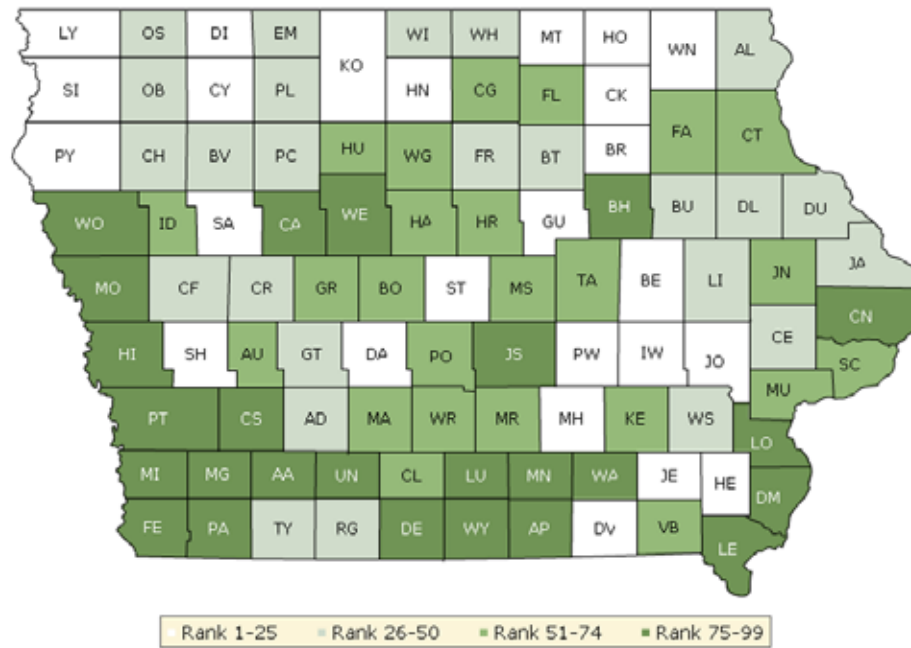 LY OS DI EM KO WI WH MT HO WN AL
SI OB CY PL HN CG FL CK
PY CH BV PC HU WG FR BT BR FA CT
WO ID SA CA WE HA HR GU BH BU DL DU
MO CF CR GR BO ST MS TA BE LI JN JA
HI SH AU GT DA PO JS PW IW JO CE CN
SC
PT CS AD MA WR MR MH KE WS MU
LO
MI MG AA UN CL LU MN WA JE HE
DM
FE PA TY RG DE WY AP DV VB LE
Rank 1-25 Rank 26-50 Rank 51-74 Rank 75-99